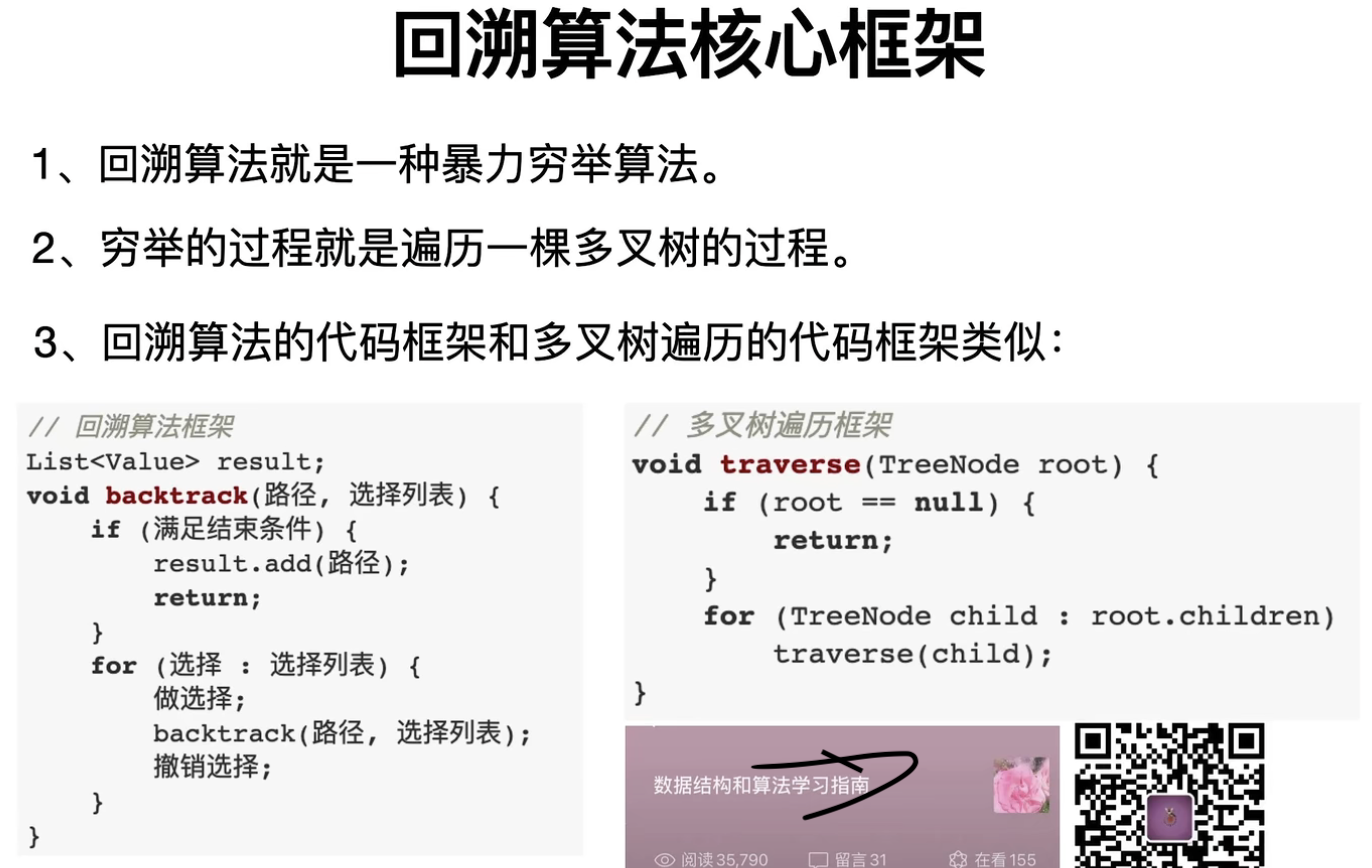 回溯算法核心框架
1、回溯算法就是一种暴力穷举算法。
2、穷举的过程就是遍历一棵多叉树的过程。
3、回溯算法的代码框架和多叉树遍历的代码框架类似：
// 回溯算法框架
List<Value> result;
void backtrack(路径, 选择列表) {
    if (满足结束条件) {
        result.add(路径);
        return;
    }
    for (选择 : 选择列表) {
        做选择;
        backtrack(路径, 选择列表);
        撤销选择;
    }
}
// 多叉树遍历框架
void traverse(TreeNode root) {
    if (root == null) {
        return;
    }
    for (TreeNode child : root.children)
        traverse(child);
}
数据结构和算法学习指南
阅读 35,790 留言 31 在看 155